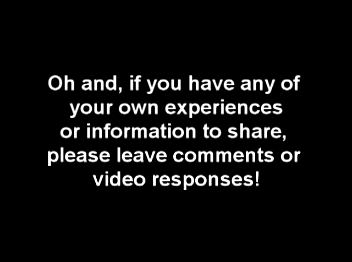 Oh and, if you have any of
your own experiences
or information to share,
please leave comments or
video responses!